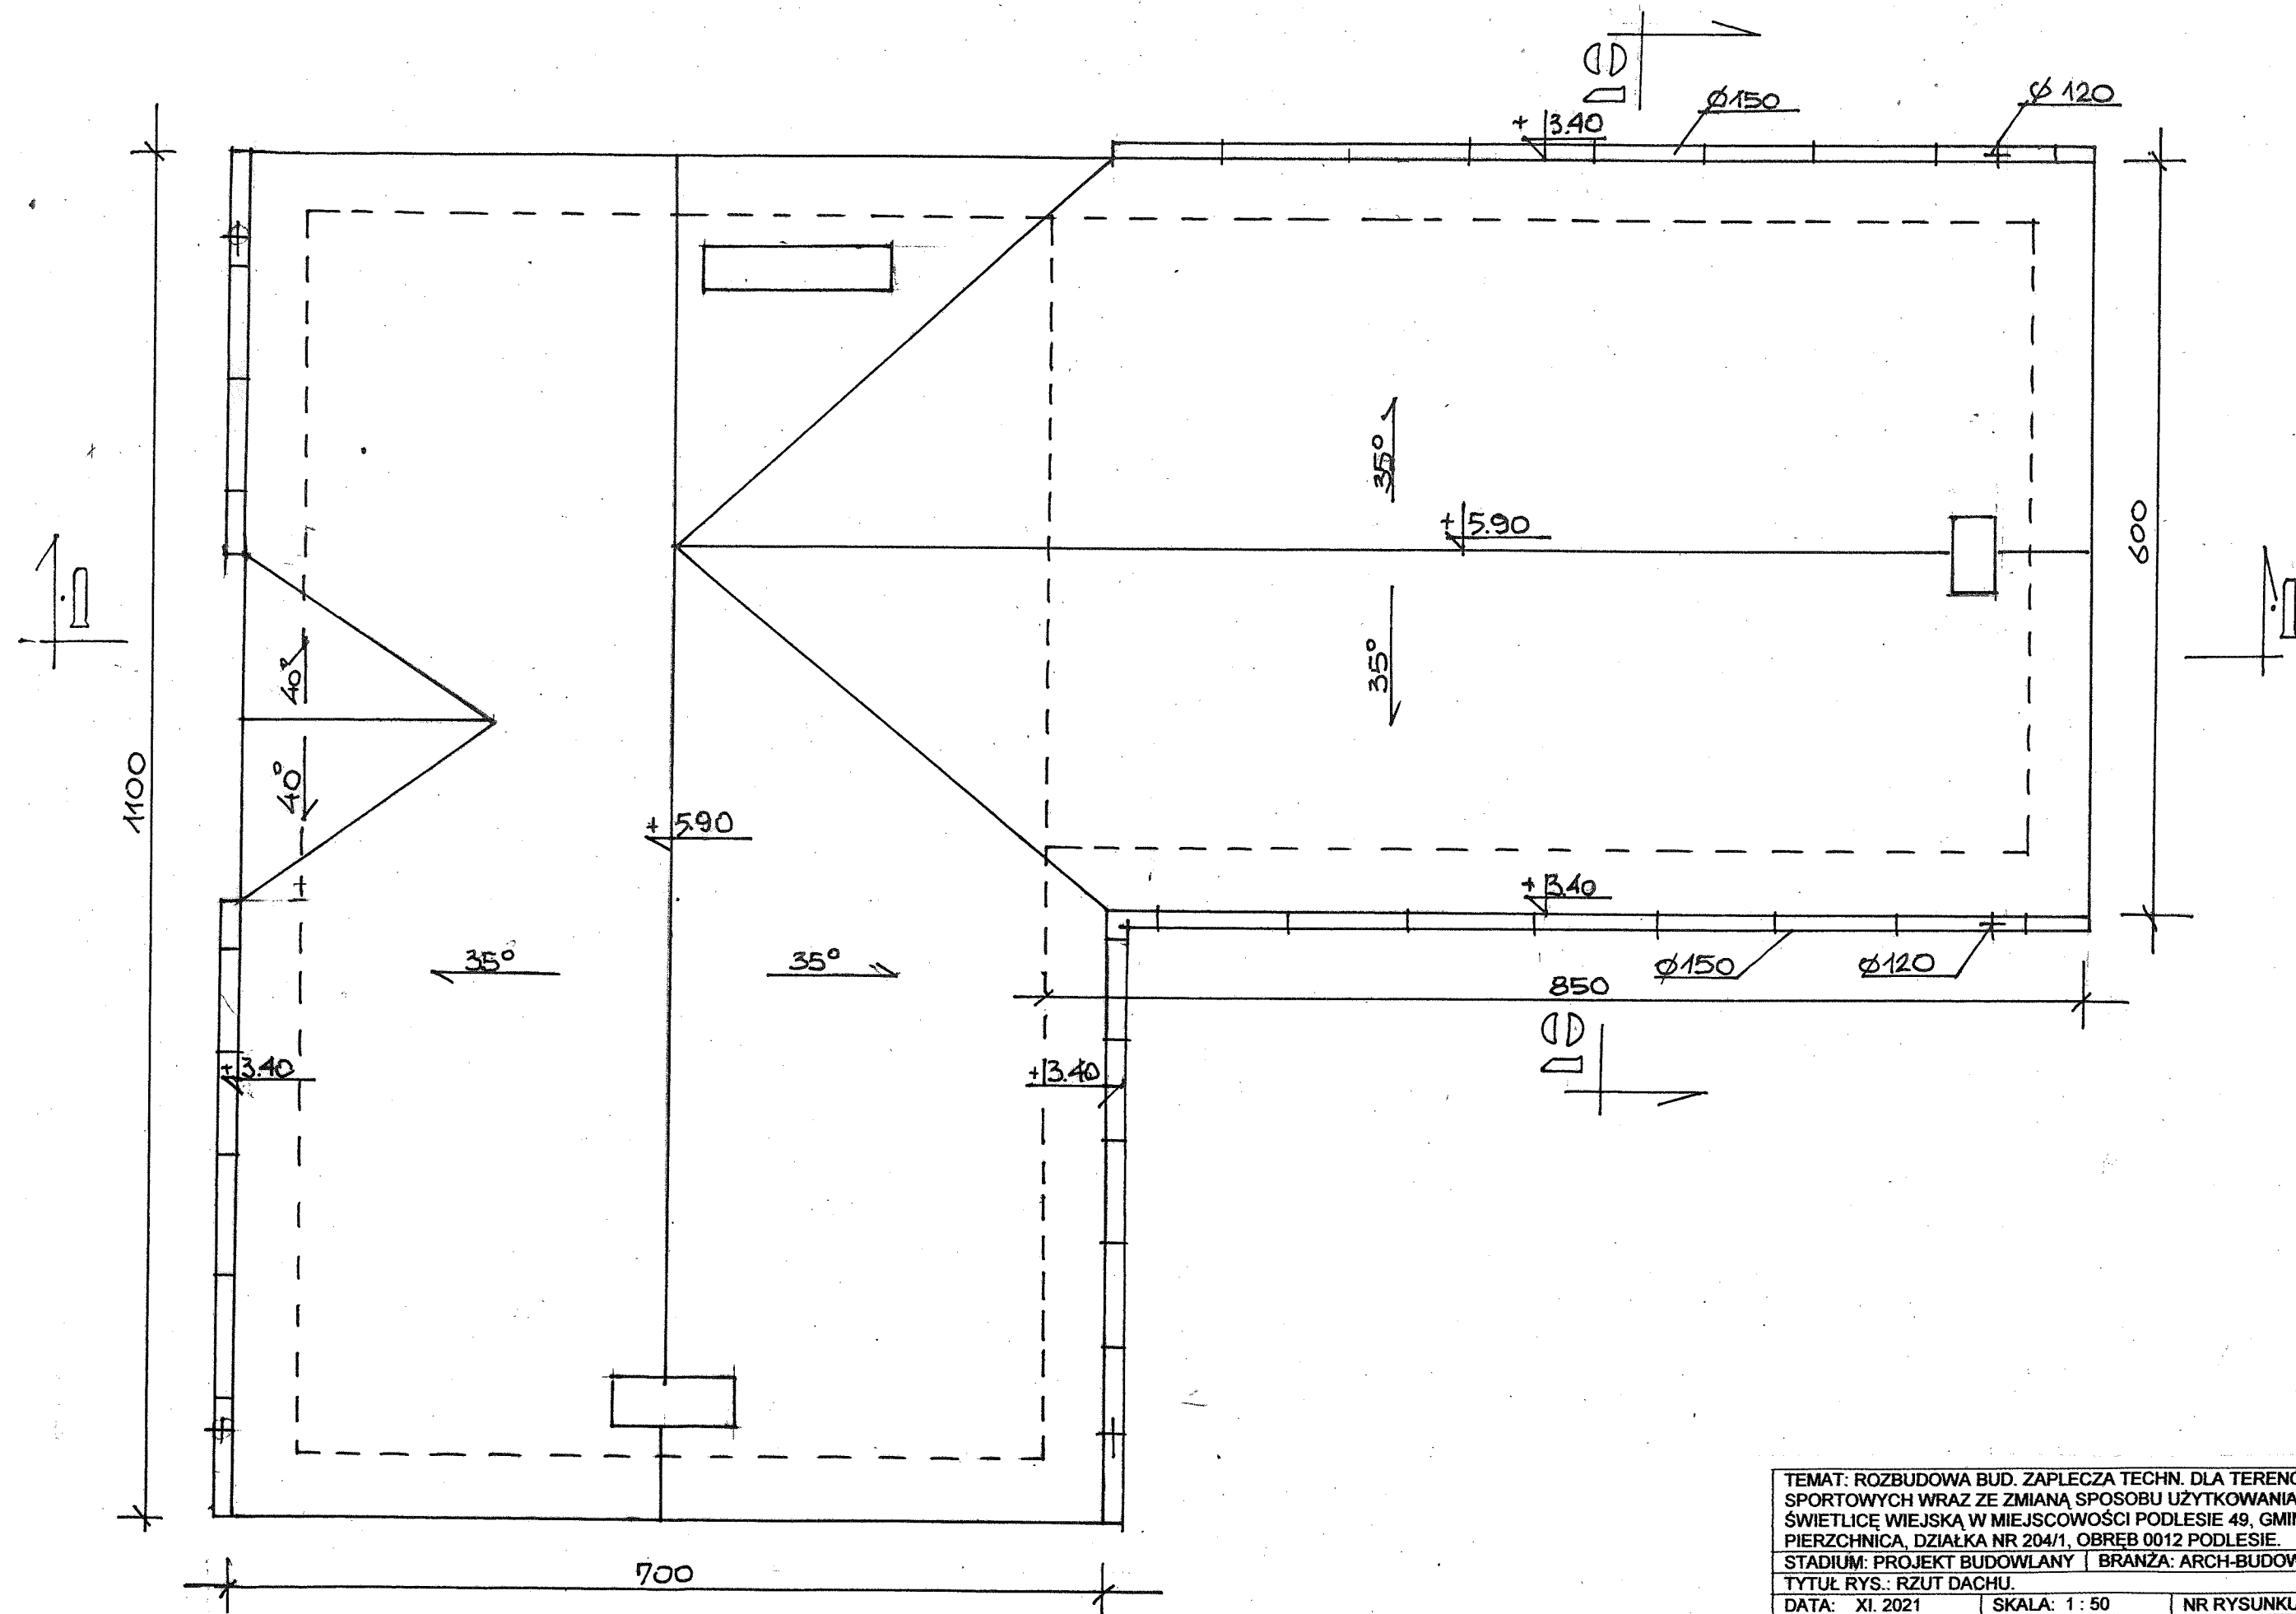 Ø150
Ø 120
+ 3.40
35°
+ 5.90
600
40°
40°
35°
1100
+ 5.90
+ 3.40
35°
35°
Ø150
Ø120
850
+ 3.40
+ 3.40
700
TEMAT: ROZBUDOWA BUD. ZAPLECZA TECHN. DLA
SPORTOWYCH WRAZ ZE ZMIANĄ SPOSOBU UŻYTKOWANIA
ŚWIETLICĘ WIEJSKĄ W MIEJSCOWOŚCI PODLESIE 49,
PIERZCHNICA, DZIAŁKA NR 204/1, OBRĘB 0012 PODLESIE.
STADIUM: PROJEKT BUDOWLANY BRANŻA: ARCH-BUDOW
TYTUŁ RYS.: RZUT DACHU.
DATA: XI. 2021 SKALA: 1 : 50 NR RYSUNKU